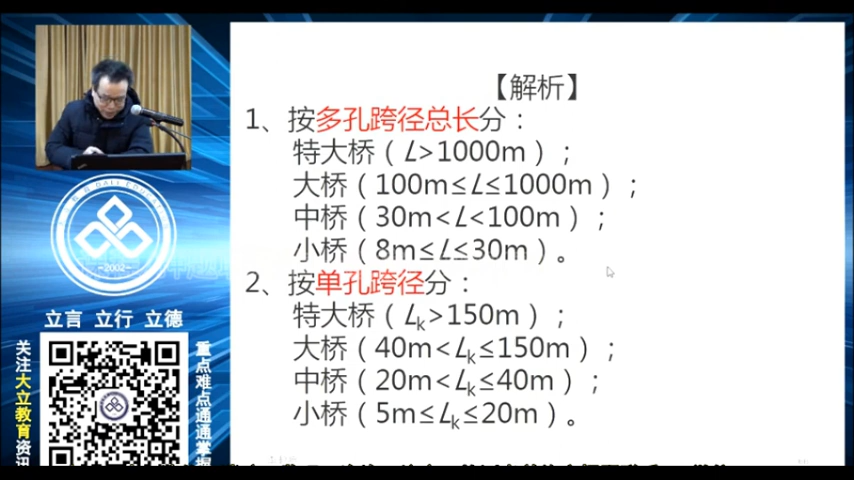 【解析】
1、按多孔跨径总长分：
特大桥（L>1000m）；
大桥（100m≤L≤1000m）；
中桥（30m<L<100m）；
小桥（8m≤L≤30m）。
2、按单孔跨径分：
特大桥（Lk>150m）；
大桥（40m<Lk≤150m）；
中桥（20m<Lk≤40m）；
小桥（5m≤Lk≤20m）。
-2002-
立言 立行 立德
关注大立教育资讯
重点难点通通掌握